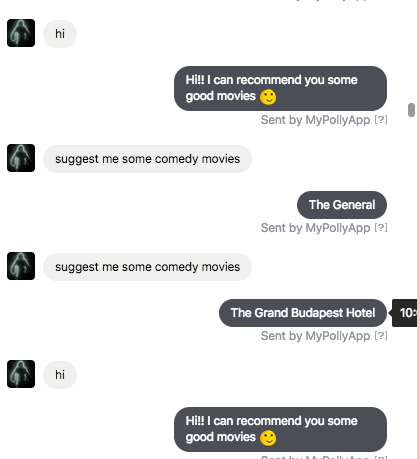 hi
Hi!! I can recommend you some
good movies 🙂
Sent by MyPollyApp [?]
suggest me some comedy movies
The General
Sent by MyPollyApp [?]
suggest me some comedy movies
The Grand Budapest Hotel
10:
Sent by MyPollyApp [?]
hi
Hi!! I can recommend you some
good movies 🙂